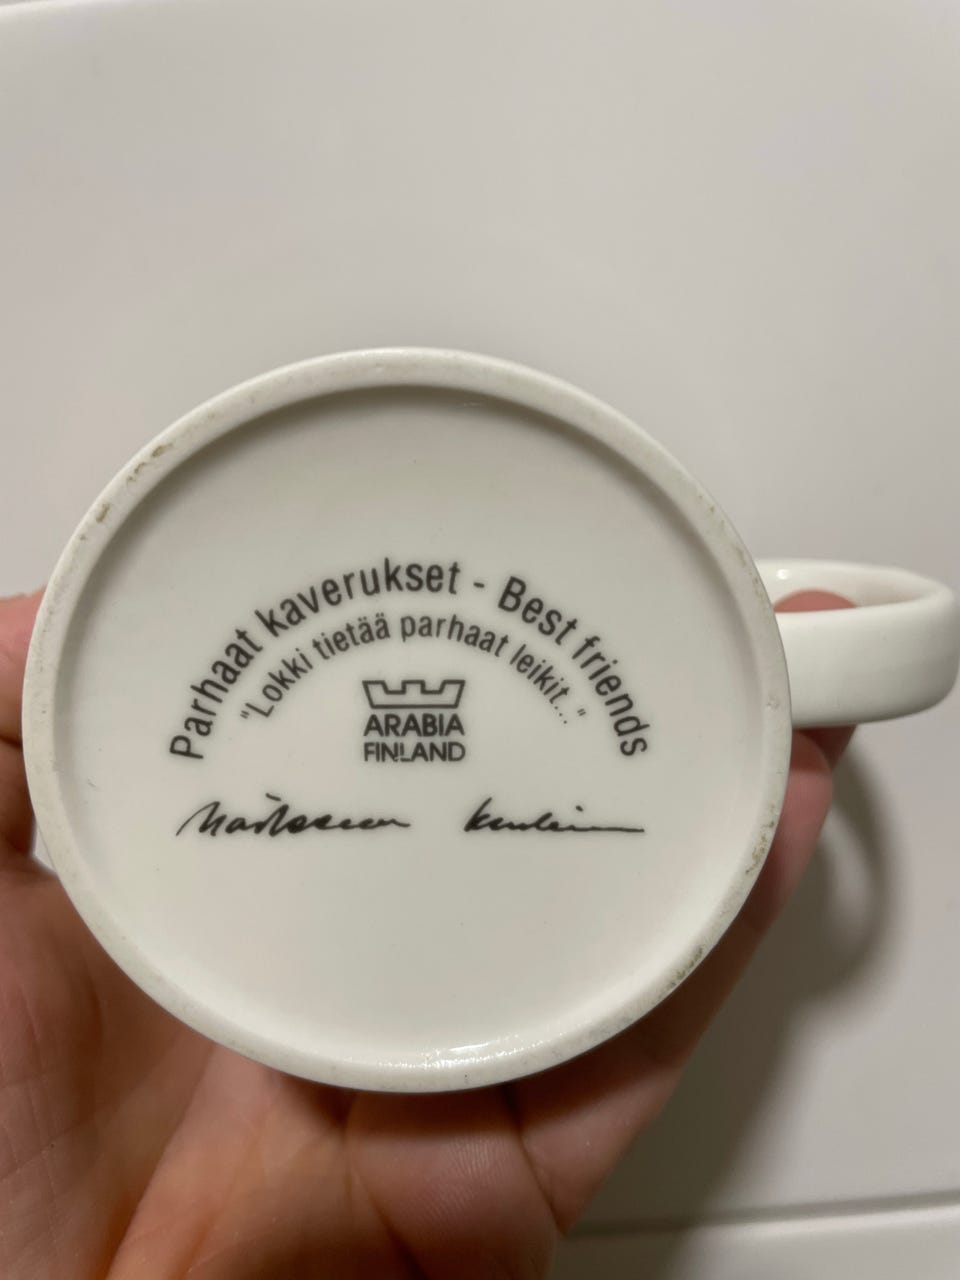 Parhaat kaverukset - Best friends
"Lokki tietää parhaat leikit..."
ARABIA
FINLAND